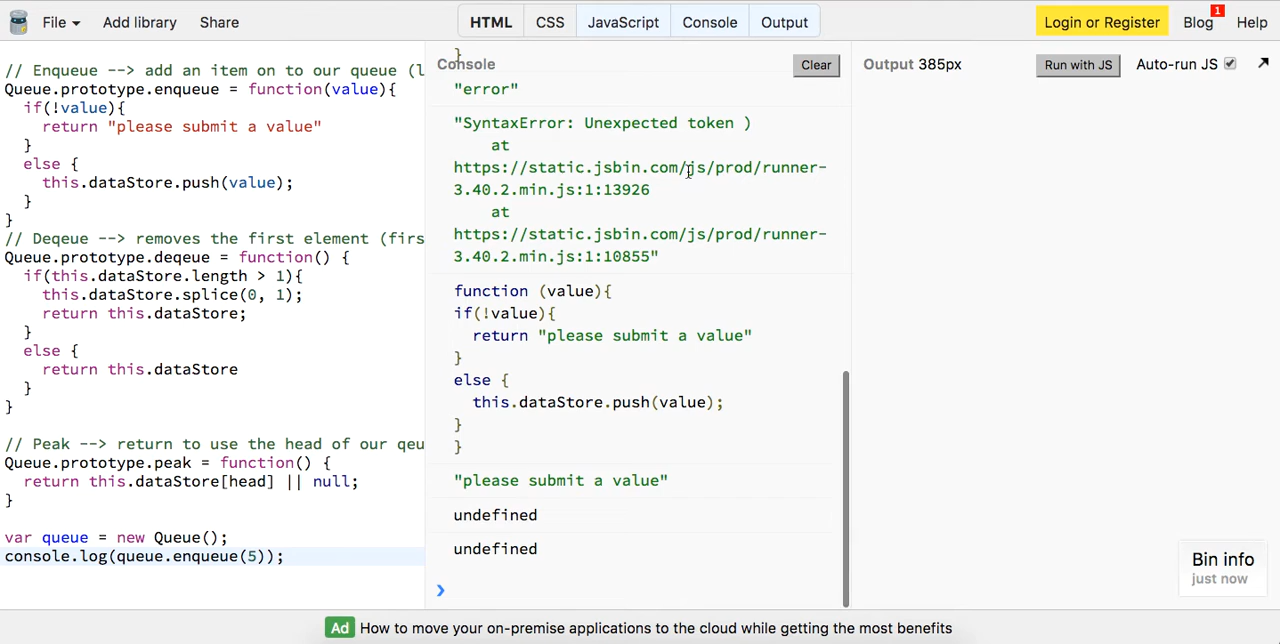 File Add library Share HTML CSS JavaScript Console Output Login or Register Blog 1 Help
// Enqueue --> add an item on to our queue (l
Queue.prototype.enqueue = function(value){
if(!value){
return "please submit a value"
}
else {
this.dataStore.push(value);
}
}
// Deqeue --> removes the first element (firs
Queue.prototype.deqeue = function() {
if(this.dataStore.length > 1){
this.dataStore.splice(0, 1);
return this.dataStore;
}
else {
return this.dataStore
}
}
// Peak --> return to use the head of our qeu
Queue.prototype.peak = function() {
return this.dataStore[head] || null;
}
var queue = new Queue();
console.log(queue.enqueue(5));
}
Console Clear
"error"
"SyntaxError: Unexpected token )
at
https://static.jsbin.com/js/prod/runner-
3.40.2.min.js:1:13926
at
https://static.jsbin.com/js/prod/runner-
3.40.2.min.js:1:10855"
function (value){
if(!value){
return "please submit a value"
}
else {
this.dataStore.push(value);
}
}
"please submit a value"
undefined
undefined
Output 385px Run with JS Auto-run JS
Bin info
just now
Ad How to move your on-premise applications to the cloud while getting the most benefits